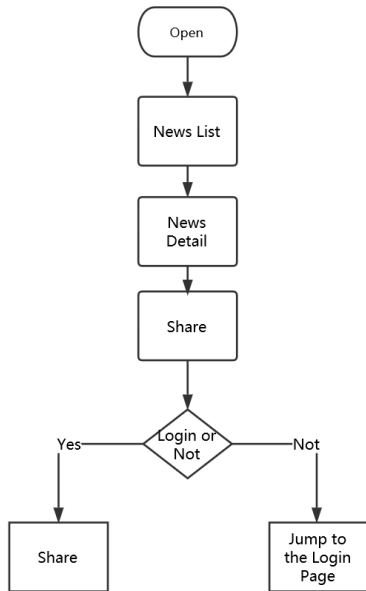 Open
News List
News
Detail
Share
Login or
Not
Yes
Not
Share
Jump to
the Login
Page